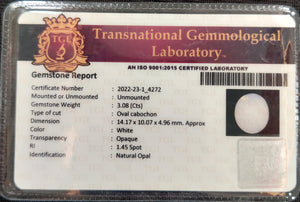 TGL
Transnational Gemmological
Laboratory.
AN ISO 9001:2015 CERTIFIED LABORATORY
Gemstone Report
Certificate Number : 2022-23-1_4272
Mounted or Unmounted : Unmounted
Gemstone Weight : 3.08 (Cts)
Type of cut : Oval cabochon
Dimension : 14.17 x 10.07 x 4.96 mm. Approx
Color : White
Transparency : Opaque
RI : 1.45 Spot
Identification : Natural Opal